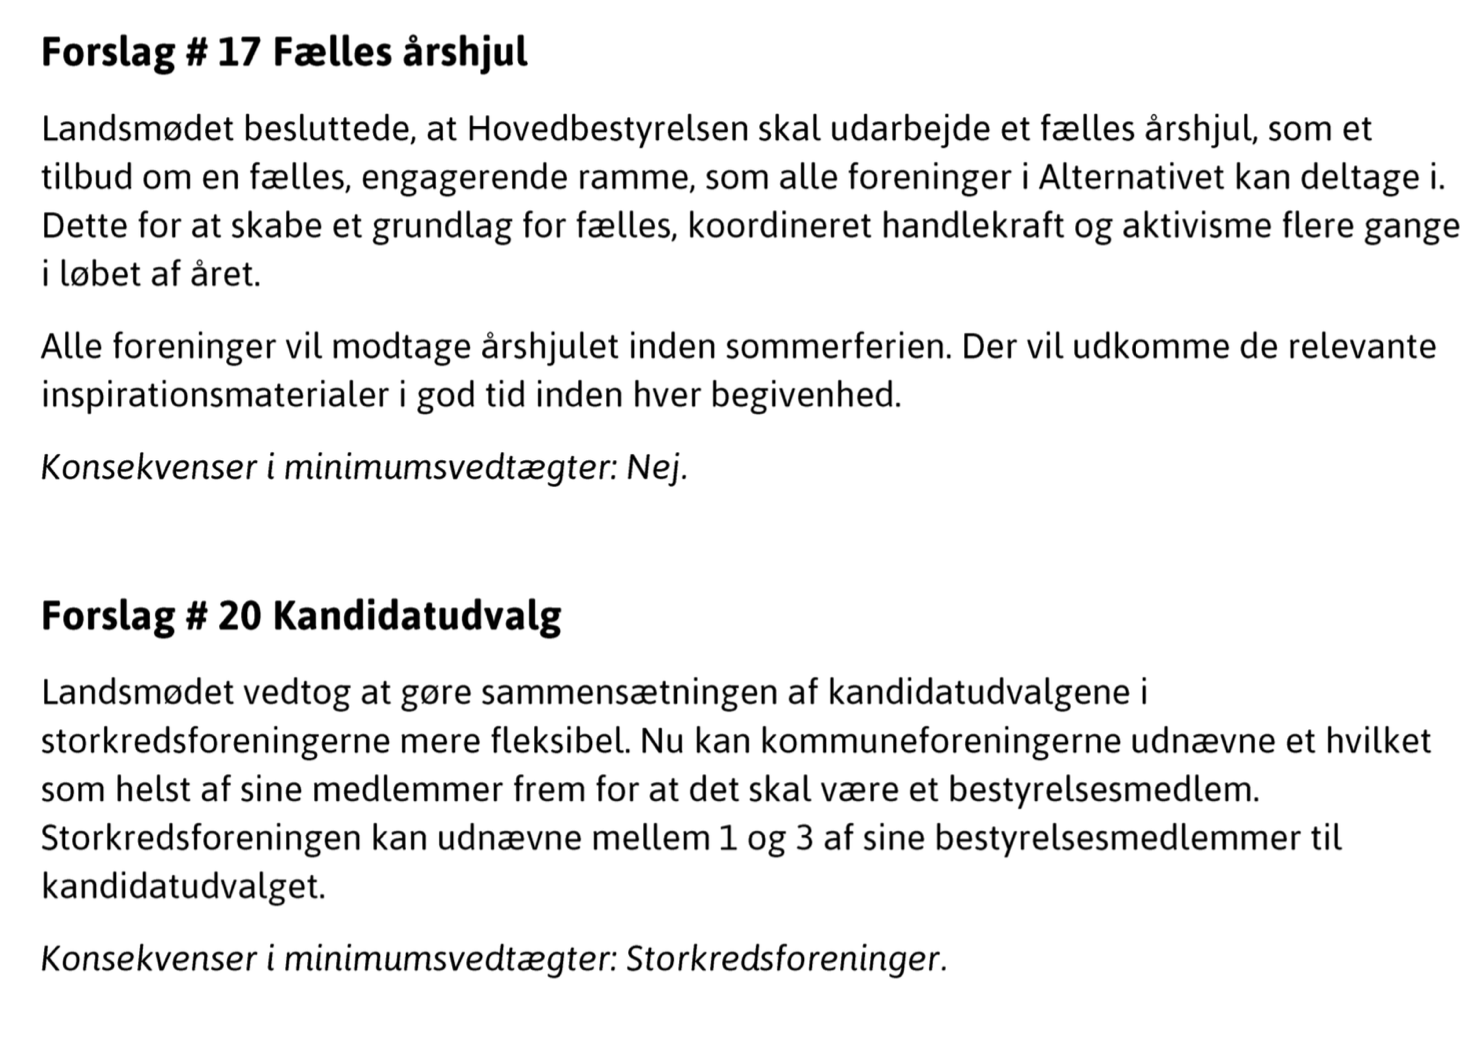 Forslag # 17 Fælles årshjul
Landsmødet besluttede, at Hovedbestyrelsen skal udarbejde et fælles årshjul, som et
tilbud om en fælles, engagerende ramme, som alle foreninger i Alternativet kan deltage i.
Dette for at skabe et grundlag for fælles, koordineret handlekraft og aktivisme flere gange
i løbet af året.
Alle foreninger vil modtage årshjulet inden sommerferien. Der vil udkomme de relevante
inspirationsmaterialer i god tid inden hver begivenhed.
Konsekvenser i minimumsvedtægter: Nej.
Forslag # 20 Kandidatudvalg
Landsmødet vedtog at gøre sammensætningen af kandidatudvalgene i
storkredsforeningerne mere fleksibel. Nu kan kommuneforeningerne udnævne et hvilket
som helst af sine medlemmer frem for at det skal være et bestyrelsesmedlem.
Storkredsforeningen kan udnævne mellem 1 og 3 af sine bestyrelsesmedlemmer til
kandidatudvalget.
Konsekvenser i minimumsvedtægter: Storkredsforeninger.